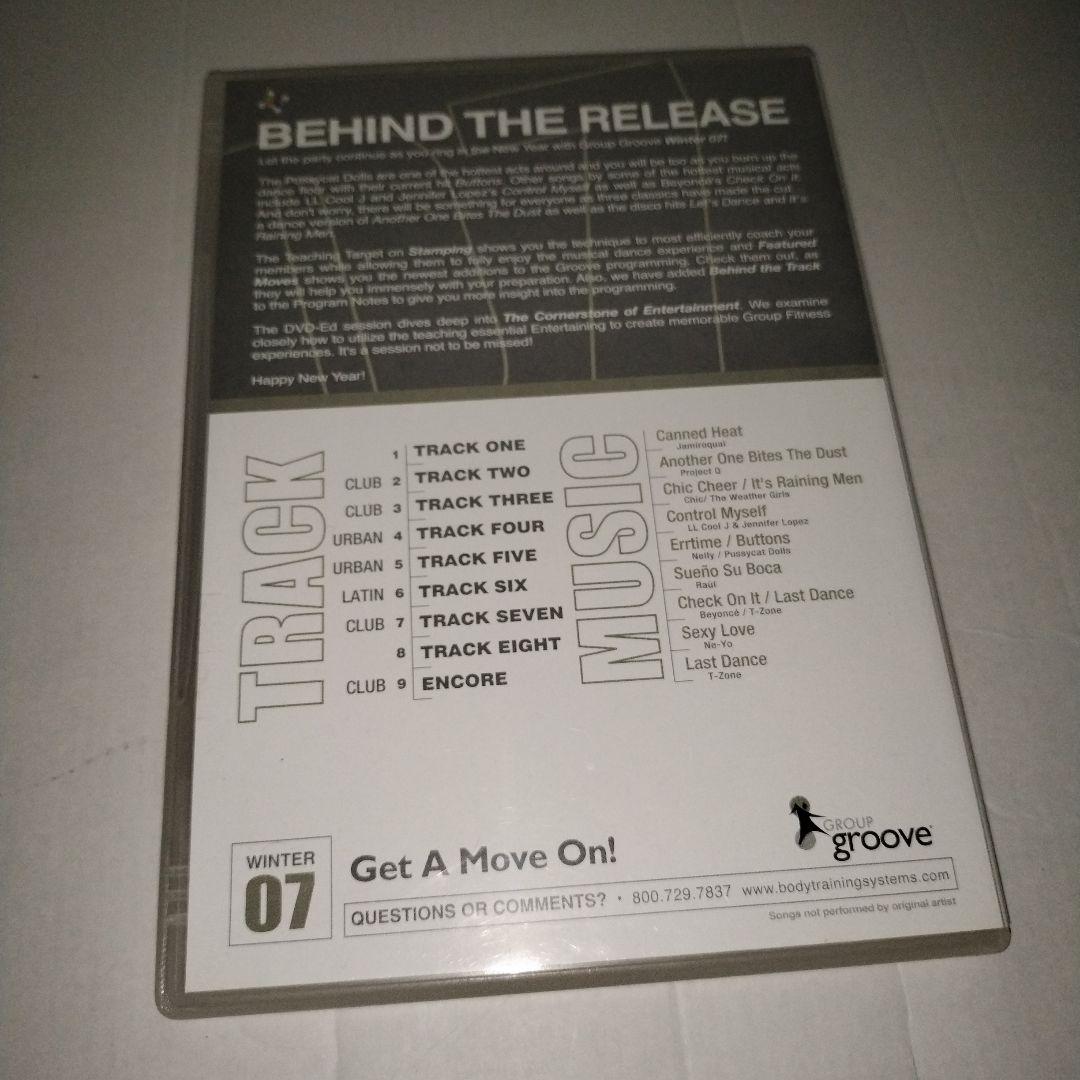 BEHIND THE RELEASE
Let the party continue as you ring in the New Year with Group Groove Winter 07!
The Pussycat Dolls are one of the hottest acts around and you will be too as you burn up the
dance floor with their current hit Buttons. Other songs by some of the hottest musical acts
include LL Cool J and Jennifer Lopez's Control Myself as well as Beyonce's Check On It.
And don't worry, there will be something for everyone as three classics have made the cut...
a dance version of Another One Bites The Dust as well as the disco hits Let's Dance and It's
Raining Men.
The Teaching Target on Stamping shows you the technique to most efficiently coach your
members while allowing them to fully enjoy the musical dance experience and Featured
Moves shows you the newest additions to the Groove programming. Check them out, as
they will help you immensely with your preparation. Also, we have added Behind the Track
to the Program Notes to give you more insight into the programming.
The DVD-Ed session dives deep into The Cornerstone of Entertainment. We examine
closely how to utilize the teaching essential Entertaining to create memorable Group Fitness
experiences. It's a session not to be missed!
Happy New Year!
TRACK
1 TRACK ONE
CLUB 2 TRACK TWO
CLUB 3 TRACK THREE
URBAN 4 TRACK FOUR
URBAN 5 TRACK FIVE
LATIN 6 TRACK SIX
CLUB 7 TRACK SEVEN
8 TRACK EIGHT
CLUB 9 ENCORE
MUSIC
Canned Heat
Jamiroquai
Another One Bites The Dust
Project Q
Chic Cheer / It's Raining Men
Chic/ The Weather Girls
Control Myself
LL Cool J & Jennifer Lopez
Errtime / Buttons
Nelly / Pussycat Dolls
Sueño Su Boca
Raúl
Check On It / Last Dance
Beyoncé / T-Zone
Sexy Love
Ne-Yo
Last Dance
T-Zone
GROUP
groove
WINTER
07
Get A Move On!
QUESTIONS OR COMMENTS? • 800.729.7837 www.bodytrainingsystems.com
Songs not performed by original artist